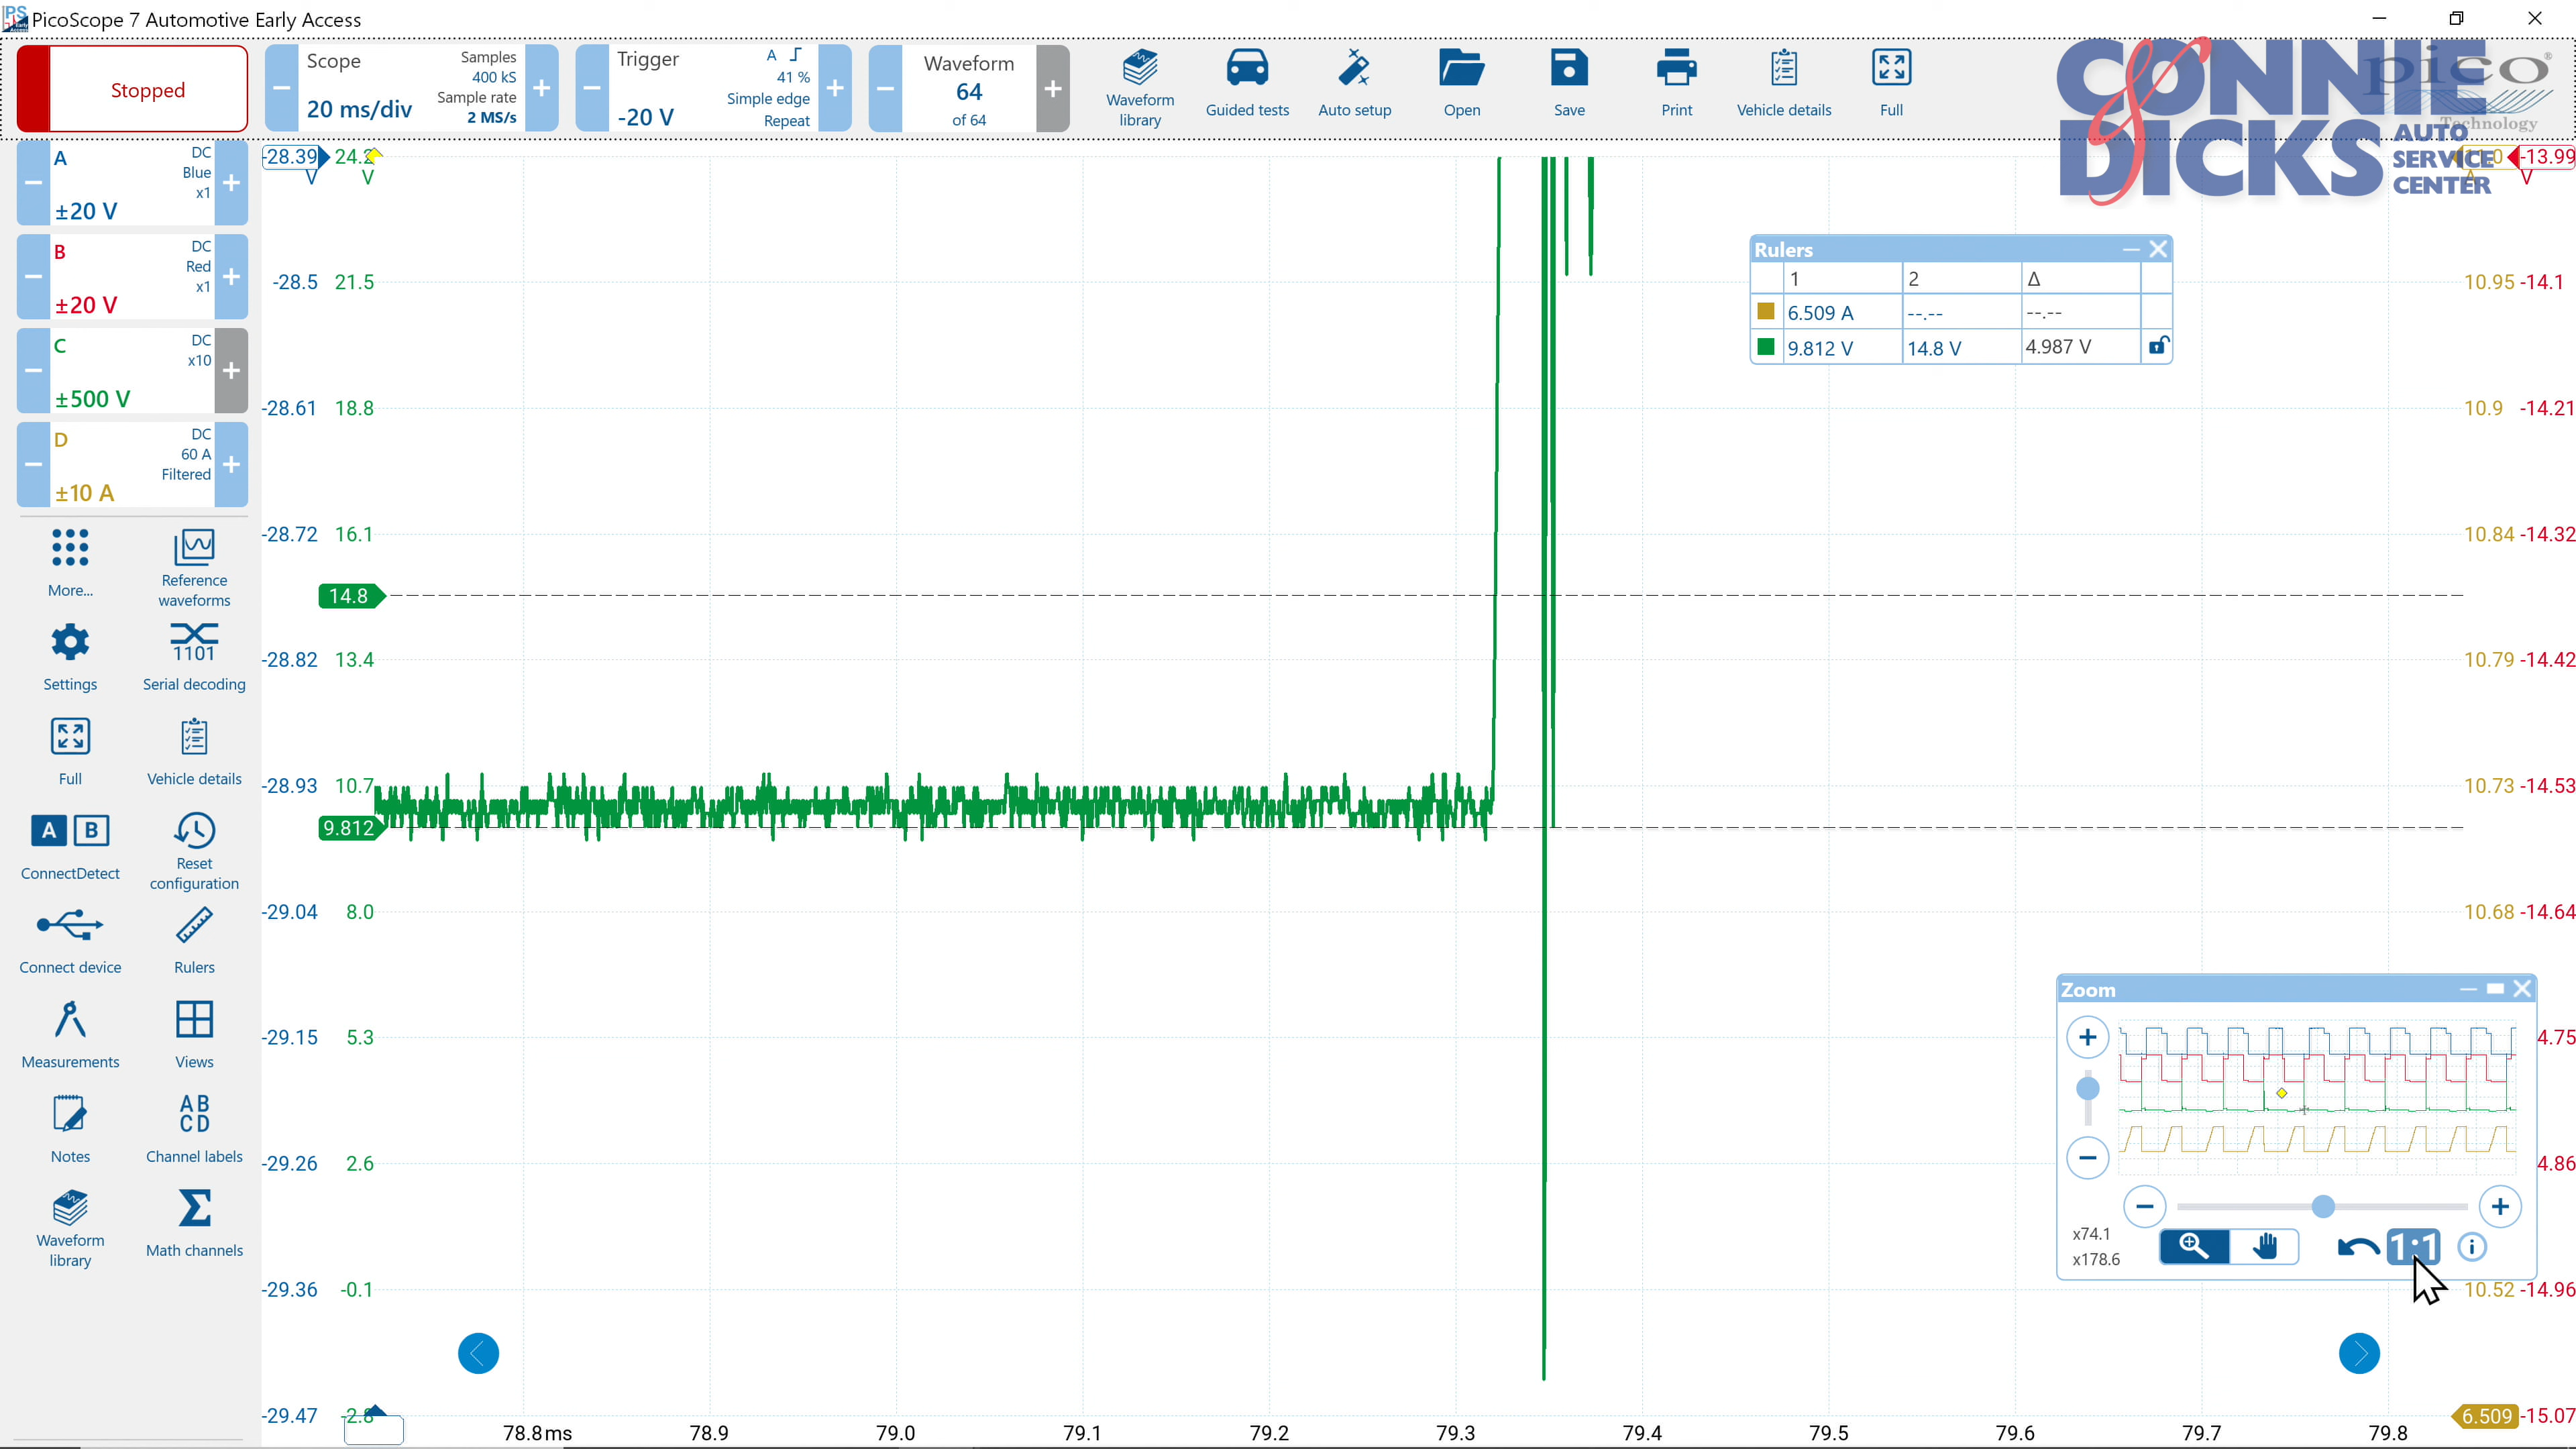 PicoScope 7 Automotive Early Access
Stopped
Scope
20 ms/div
Samples
400 kS
Sample rate
2 MS/s
Trigger
-20 V
A
41 %
Simple edge
Repeat
Waveform
64
of 64
Waveform
library
Guided tests
Auto setup
Open
Save
Print
Vehicle details
Full
CONNIE
&
DICKS
AUTO
SERVICE
CENTER
pico
Technology
A
DC
Blue
x1
±20 V
B
DC
Red
x1
±20 V
C
DC
x10
±500 V
D
DC
60 A
Filtered
±10 A
More...
Reference
waveforms
Settings
1101
Serial decoding
Full
Vehicle details
A B
ConnectDetect
Reset
configuration
Connect device
Rulers
Measurements
Views
Notes
AB
CD
Channel labels
Waveform
library
Math channels
-28.39 24.2
V V
-28.5 21.5
-28.61 18.8
-28.72 16.1
14.8
-28.82 13.4
-28.93 10.7
9.812
-29.04 8.0
-29.15 5.3
-29.26 2.6
-29.36 -0.1
-29.47 -2.8
78.8ms 78.9 79.0 79.1 79.2 79.3 79.4 79.5 79.6 79.7 79.8
-13.99
V
10.95 -14.1
10.9 -14.21
10.84 -14.32
10.79 -14.42
10.73 -14.53
10.68 -14.64
4.75
4.86
10.52 -14.96
6.509 -15.07
Rulers
1 2 Δ
6.509 A --.-- --.--
9.812 V 14.8 V 4.987 V
Zoom
x74.1
x178.6
1:1